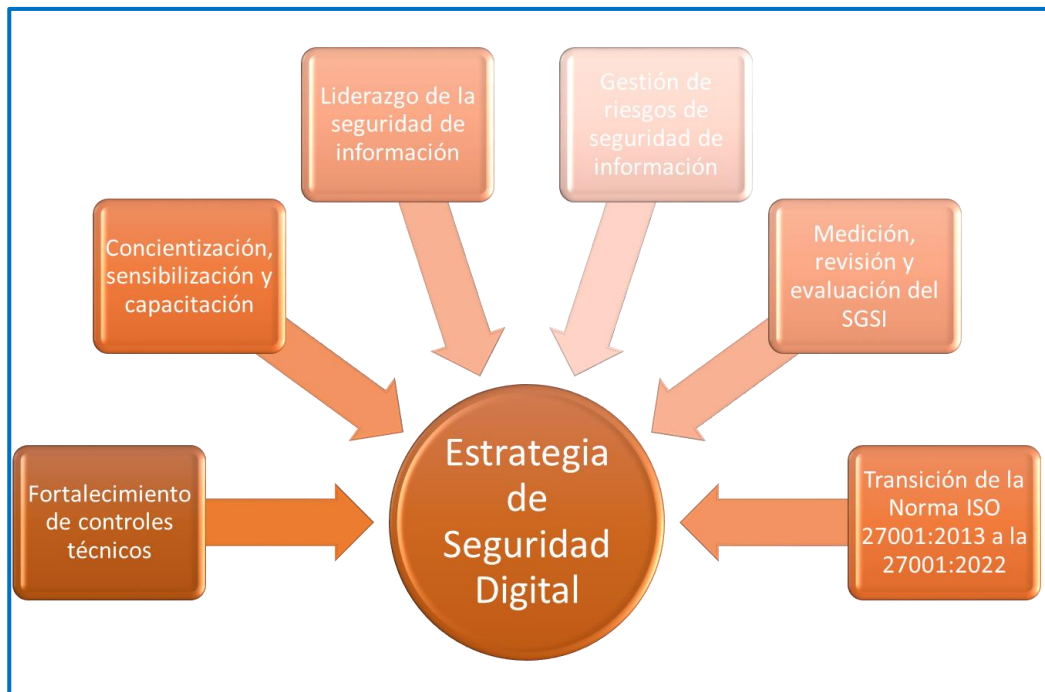 Liderazgo de la
seguridad de
información
Gestión de
riesgos de
seguridad de
información
Concientización,
sensibilización y
capacitación
Medición,
revisión y
evaluación del
SGSI
Fortalecimiento
de controles
técnicos
Estrategia
de
Seguridad
Digital
Transición de la
Norma ISO
27001:2013 a la
27001:2022